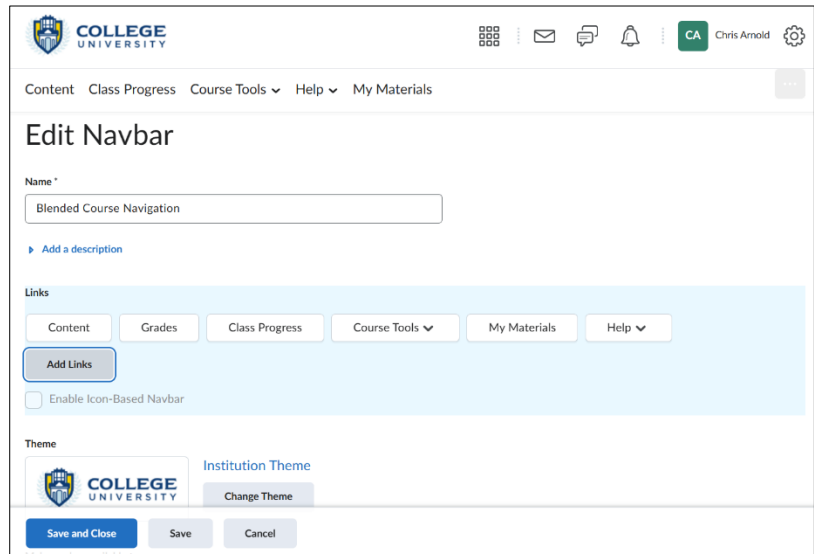 COLLEGE
UNIVERSITY
CA Chris Arnold
Content Class Progress Course Tools Help My Materials
Edit Navbar
Name *
Blended Course Navigation
Add a description
Links
Content Grades Class Progress Course Tools My Materials Help
Add Links
Enable Icon-Based Navbar
Theme
COLLEGE
UNIVERSITY
Institution Theme
Change Theme
Save and Close Save Cancel